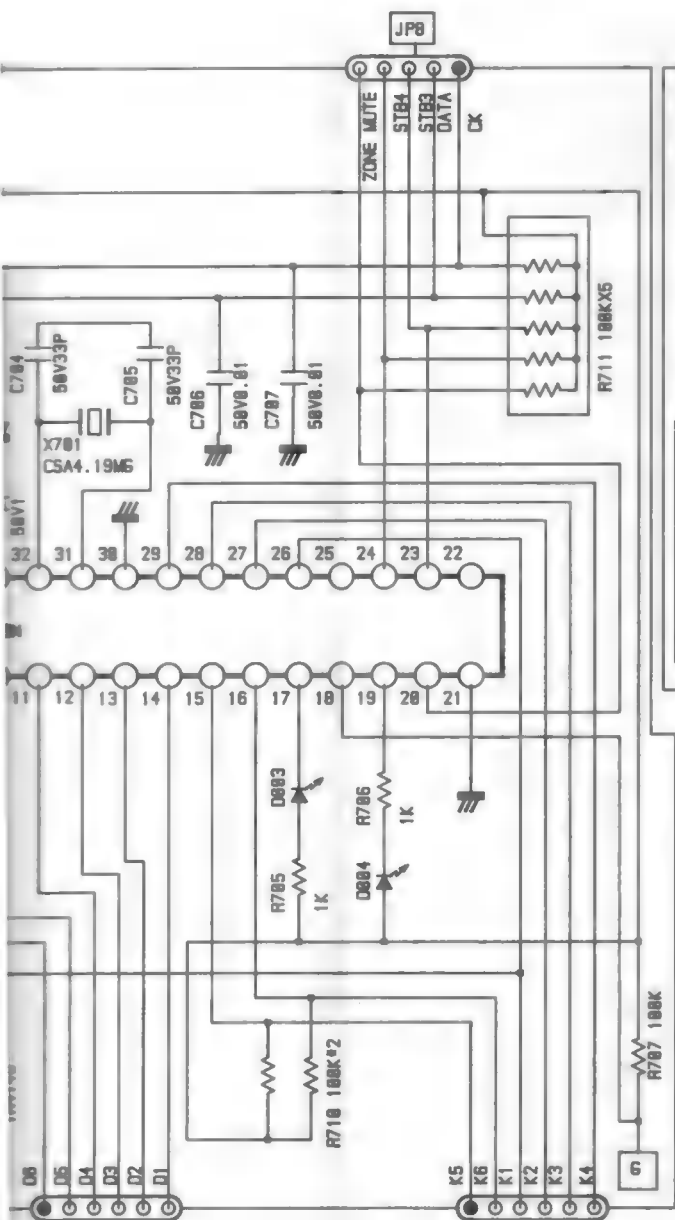 JP8
ZONE MUTE
STB4
STB3
DATA
CK
R711 100KX5
C704
50V33P
C705
50V33P
X701
CSA4.19MG
C706
50V0.01
C707
50V0.01
50V1
32 31 30 29 28 27 26 25 24 23 22
11 12 13 14 15 16 17 18 19 20 21
D803
R705
1K
R706
1K
D804
R710 100K*2
R707 100K
D6
D5
D4
D3
D2
D1
K5
K6
K1
K2
K3
K4
G7